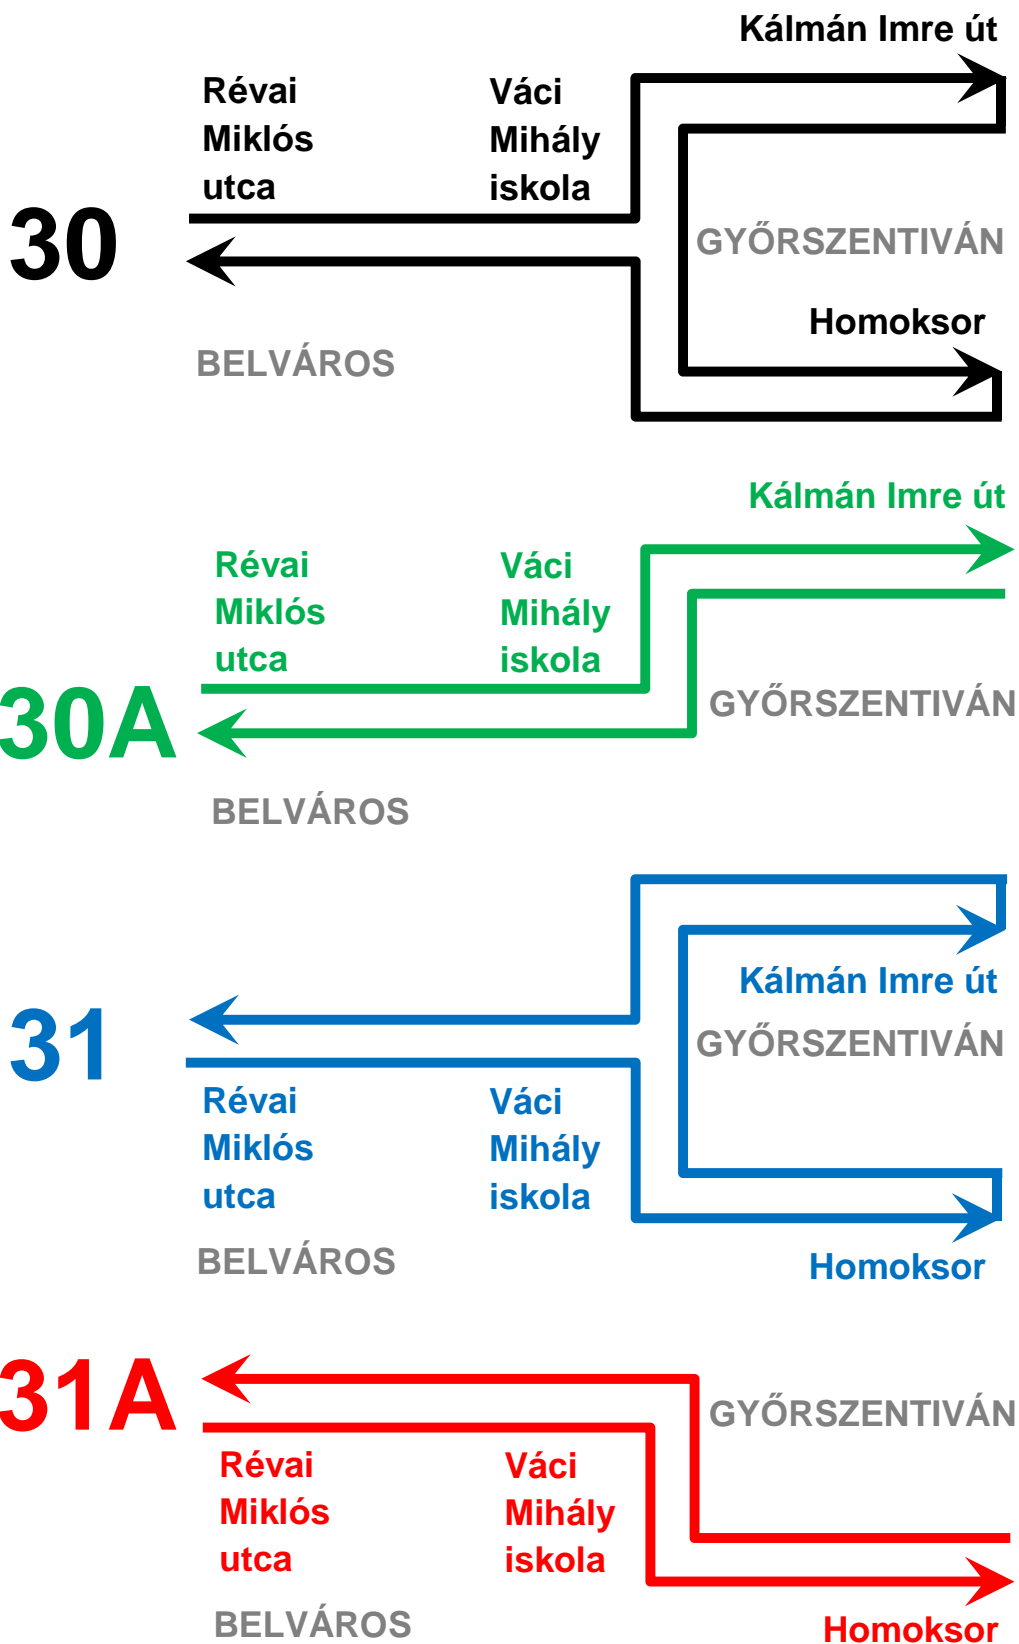 Kálmán Imre út
Révai
Miklós
utca
Váci
Mihály
iskola
30
GYŐRSZENTIVÁN
Homoksor
BELVÁROS
Kálmán Imre út
Révai
Miklós
utca
Váci
Mihály
iskola
30A
GYŐRSZENTIVÁN
BELVÁROS
Kálmán Imre út
31
GYŐRSZENTIVÁN
Révai
Miklós
utca
Váci
Mihály
iskola
BELVÁROS
Homoksor
31A
GYŐRSZENTIVÁN
Révai
Miklós
utca
Váci
Mihály
iskola
BELVÁROS
Homoksor